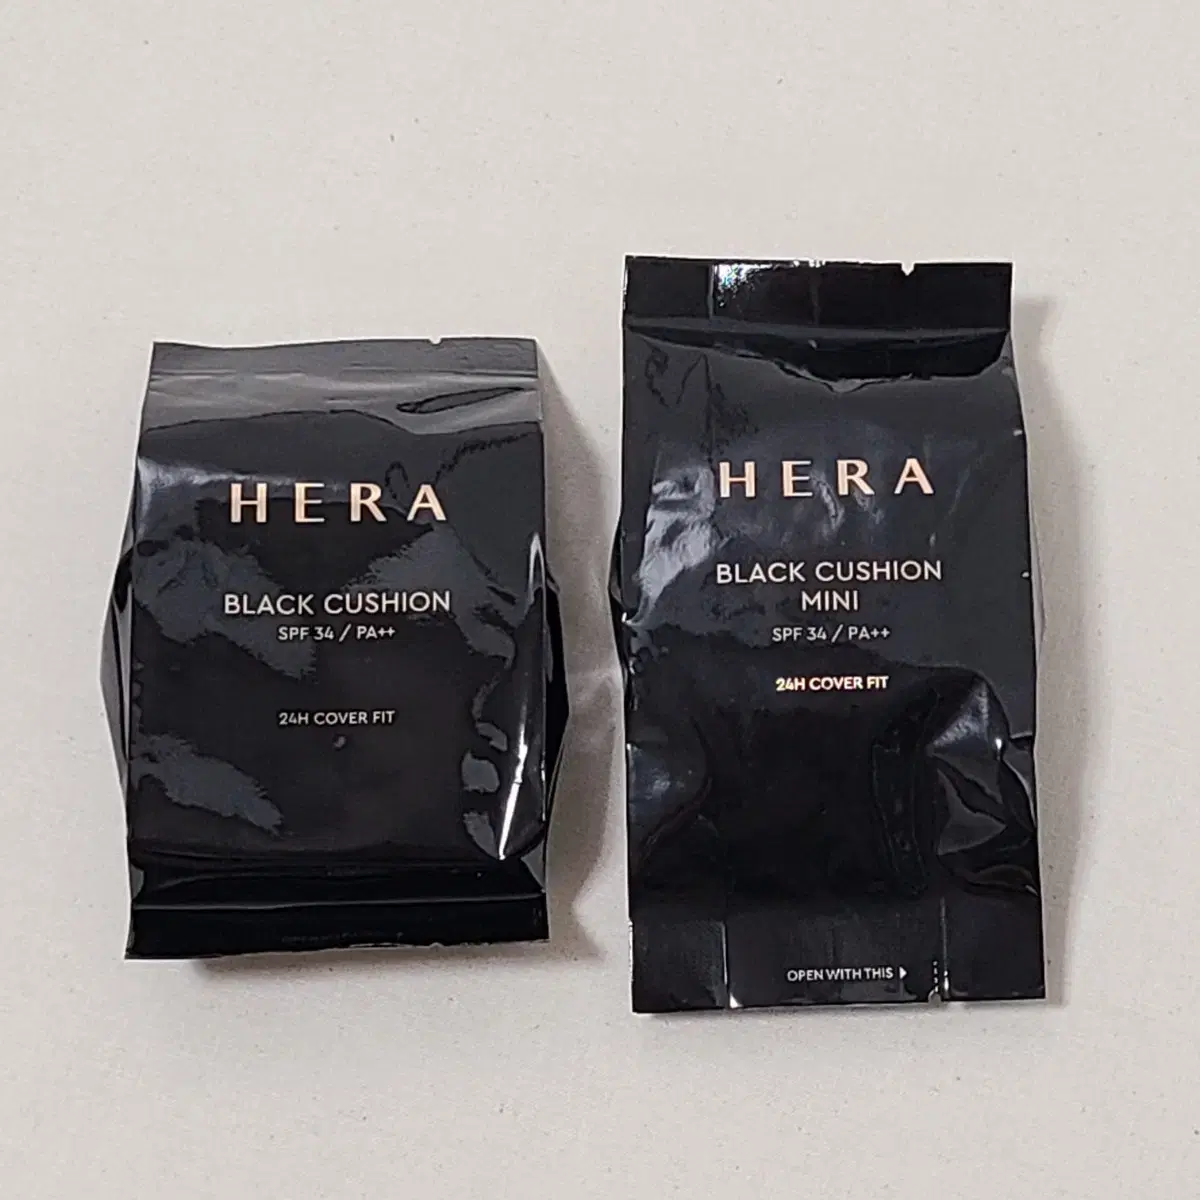 HERA
BLACK CUSHION
SPF 34 / PA++
24H COVER FIT
HERA
BLACK CUSHION
MINI
SPF 34 / PA++
24H COVER FIT
OPEN WITH THIS